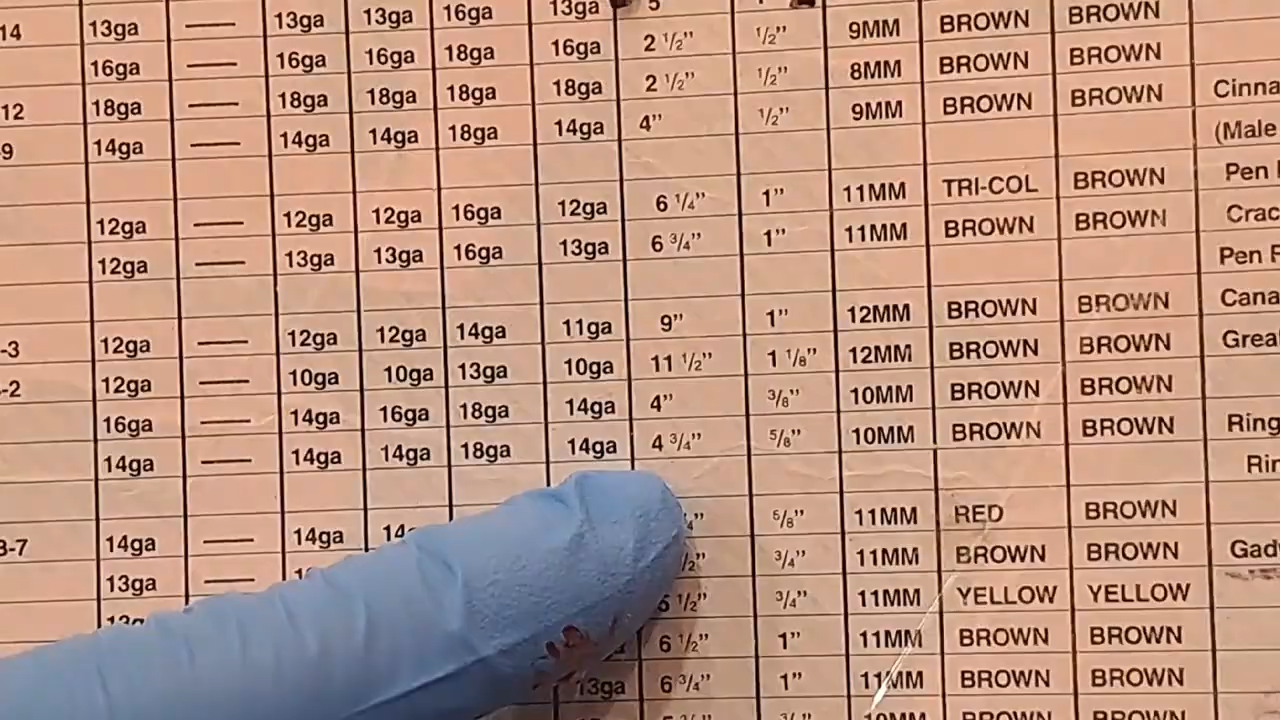 14 13ga — 13ga 13ga 16ga 13ga 5 9MM BROWN BROWN
16ga — 16ga 16ga 18ga 16ga 2 1/2" 1/2" 8MM BROWN BROWN
12 18ga — 18ga 18ga 18ga 18ga 2 1/2" 1/2" 9MM BROWN BROWN Cinna
-9 14ga — 14ga 14ga 18ga 14ga 4" 1/2" (Male
Pen
12ga — 12ga 12ga 16ga 12ga 6 1/4" 1" 11MM TRI-COL BROWN Crac
12ga — 13ga 13ga 16ga 13ga 6 3/4" 1" 11MM BROWN BROWN Pen
-3 12ga — 12ga 12ga 14ga 11ga 9" 1" 12MM BROWN BROWN Cana
-2 12ga — 10ga 10ga 13ga 10ga 11 1/2" 1 1/8" 12MM BROWN BROWN Grea
16ga — 14ga 16ga 18ga 14ga 4" 3/8" 10MM BROWN BROWN
14ga — 14ga 14ga 18ga 14ga 4 3/4" 5/8" 10MM BROWN BROWN Ring
Rin
3-7 14ga — 14ga 14 5/8" 11MM RED BROWN
13ga — 3/4" 11MM BROWN BROWN Gad
5 1/2" 3/4" 11MM YELLOW YELLOW
6 1/2" 1" 11MM BROWN BROWN
13ga 6 3/4" 1" 11MM BROWN BROWN
10MM BROWN BROWN